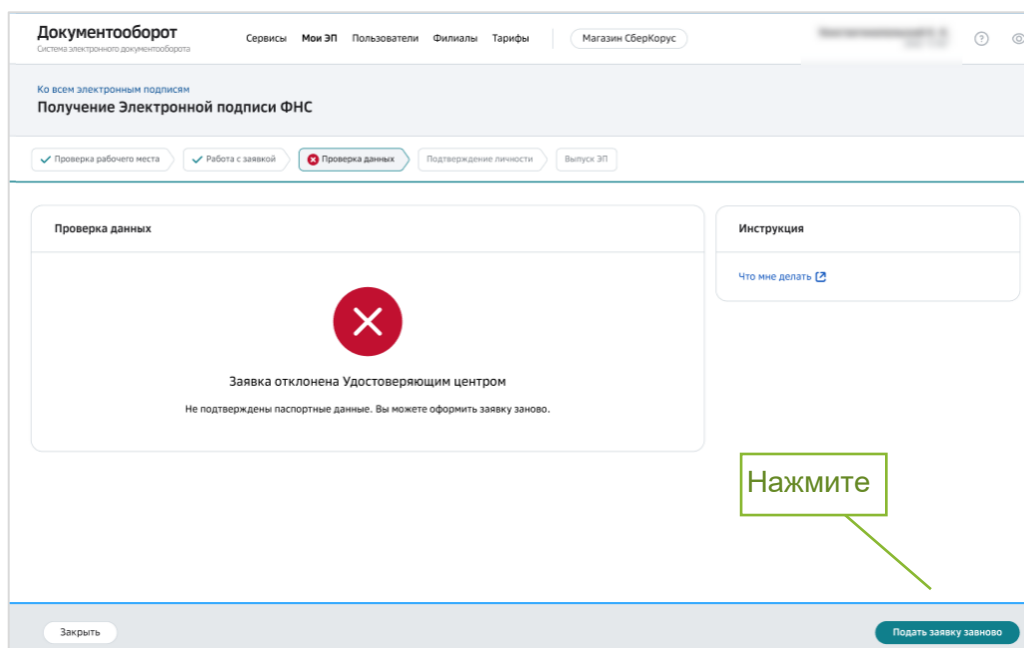 Документооборот
Система электронного документооборота
Сервисы Мои ЭП Пользователи Филиалы Тарифы Магазин СберКорус
Ко всем электронным подписям
Получение Электронной подписи ФНС
Проверка рабочего места Работа с заявкой Проверка данных Подтверждение личности Выпуск ЭП
Проверка данных
Инструкция
Что мне делать
Заявка отклонена Удостоверяющим центром
Не подтверждены паспортные данные. Вы можете оформить заявку заново.
Нажмите
Закрыть
Подать заявку завново